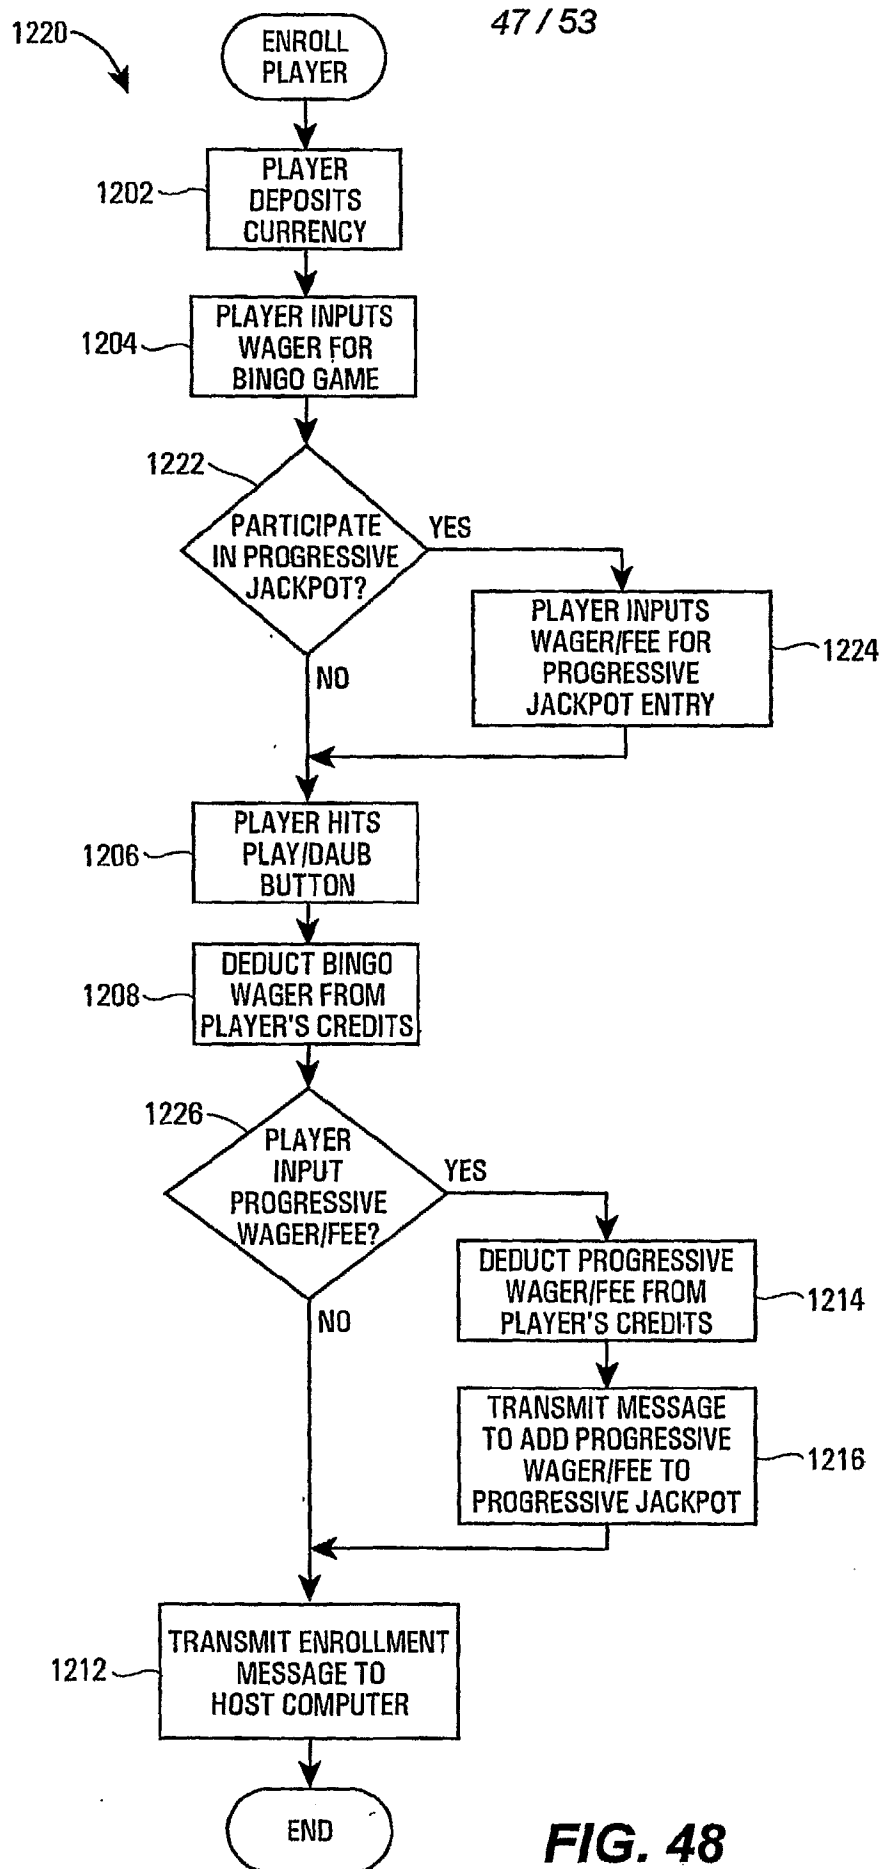 47 / 53
1220
ENROLL
PLAYER
1202
PLAYER
DEPOSITS
CURRENCY
1204
PLAYER INPUTS
WAGER FOR
BINGO GAME
1222
PARTICIPATE
IN PROGRESSIVE
JACKPOT?
YES
NO
PLAYER INPUTS
WAGER/FEE FOR
PROGRESSIVE
JACKPOT ENTRY
1224
1206
PLAYER HITS
PLAY/DAUB
BUTTON
1208
DEDUCT BINGO
WAGER FROM
PLAYER'S CREDITS
1226
PLAYER
INPUT
PROGRESSIVE
WAGER/FEE?
YES
NO
DEDUCT PROGRESSIVE
WAGER/FEE FROM
PLAYER'S CREDITS
1214
TRANSMIT MESSAGE
TO ADD PROGRESSIVE
WAGER/FEE TO
PROGRESSIVE JACKPOT
1216
1212
TRANSMIT ENROLLMENT
MESSAGE TO
HOST COMPUTER
END
FIG. 48